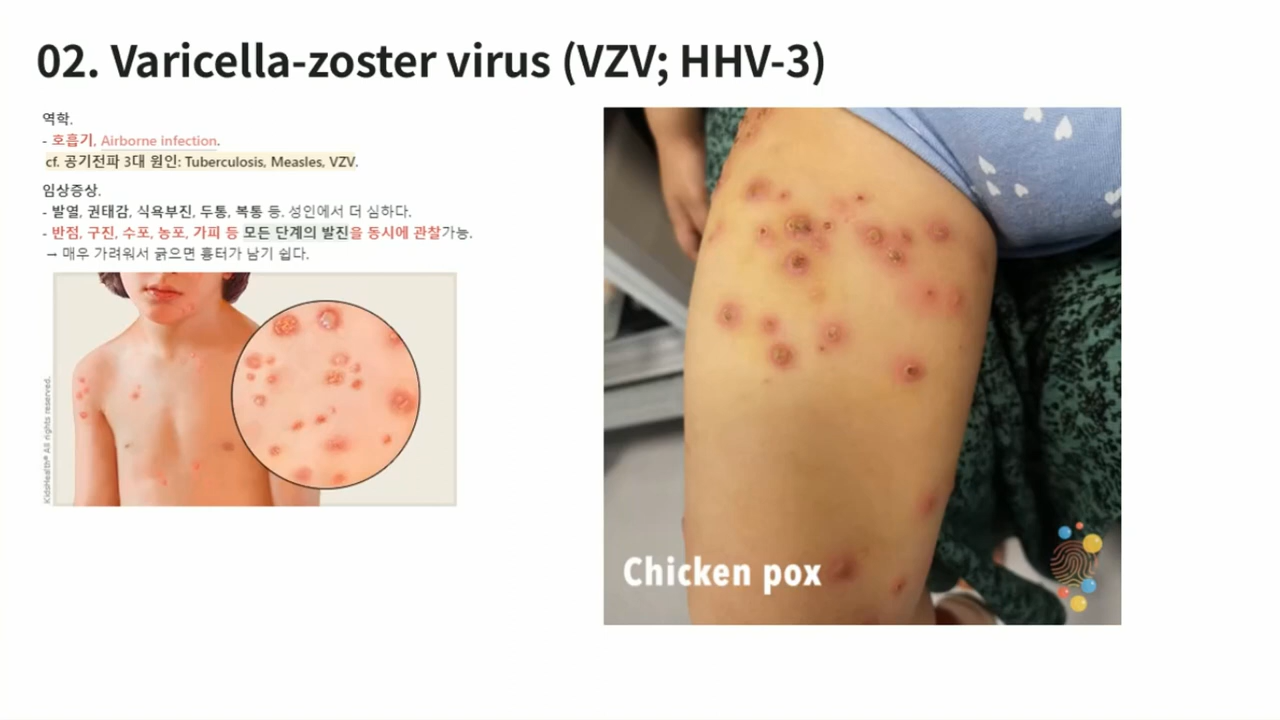 02. Varicella-zoster virus (VZV; HHV-3)
역학.
- 호흡기, Airborne infection.
cf. 공기전파 3대 원인: Tuberculosis, Measles, VZV.
임상증상.
- 발열, 권태감, 식욕부진, 두통, 복통 등. 성인에서 더 심하다.
- 반점, 구진, 수포, 농포, 가피 등 모든 단계의 발진을 동시에 관찰가능.
→ 매우 가려워서 긁으면 흉터가 남기 쉽다.
KidsHealth® All rights reserved.
Chicken pox